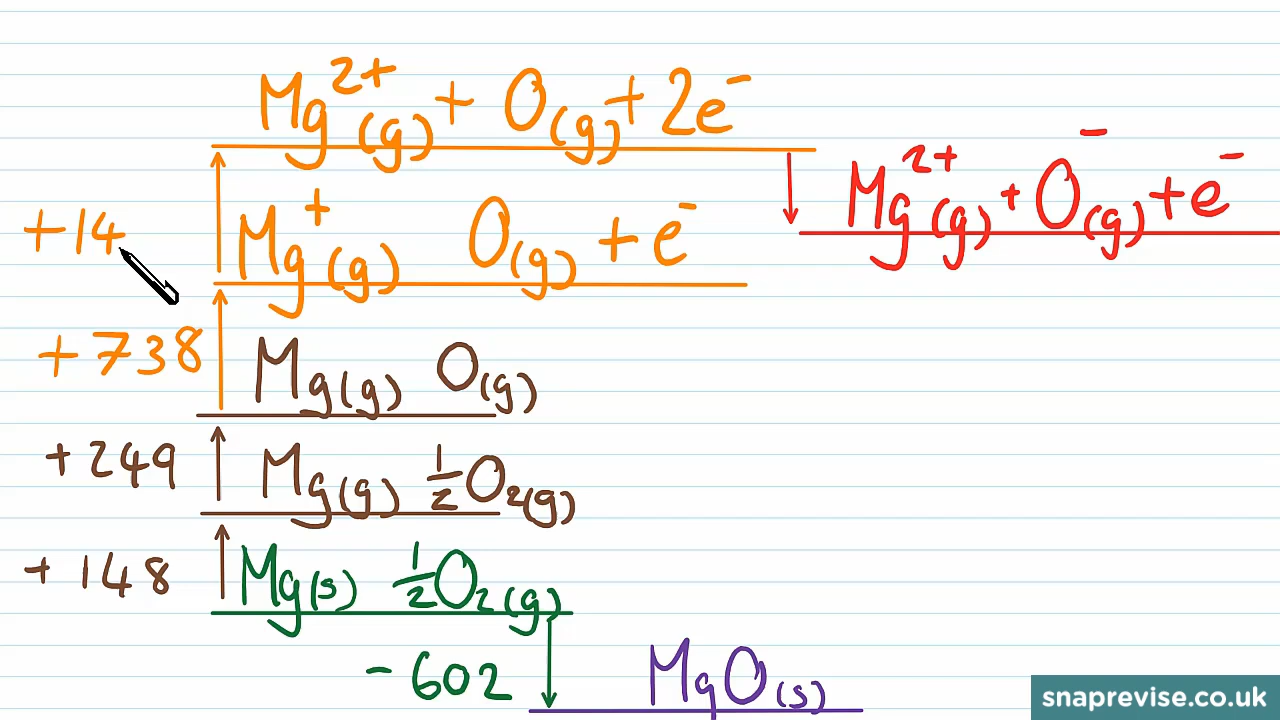 Mg²⁺(g) + O(g) + 2e⁻
Mg²⁺(g) + O⁻(g) + e⁻
+14
Mg⁺(g) O(g) + e⁻
+738
Mg(g) O(g)
+249
Mg(g) ½O₂(g)
+148
Mg(s) ½O₂(g)
-602
MgO(s)
snaprevise.co.uk